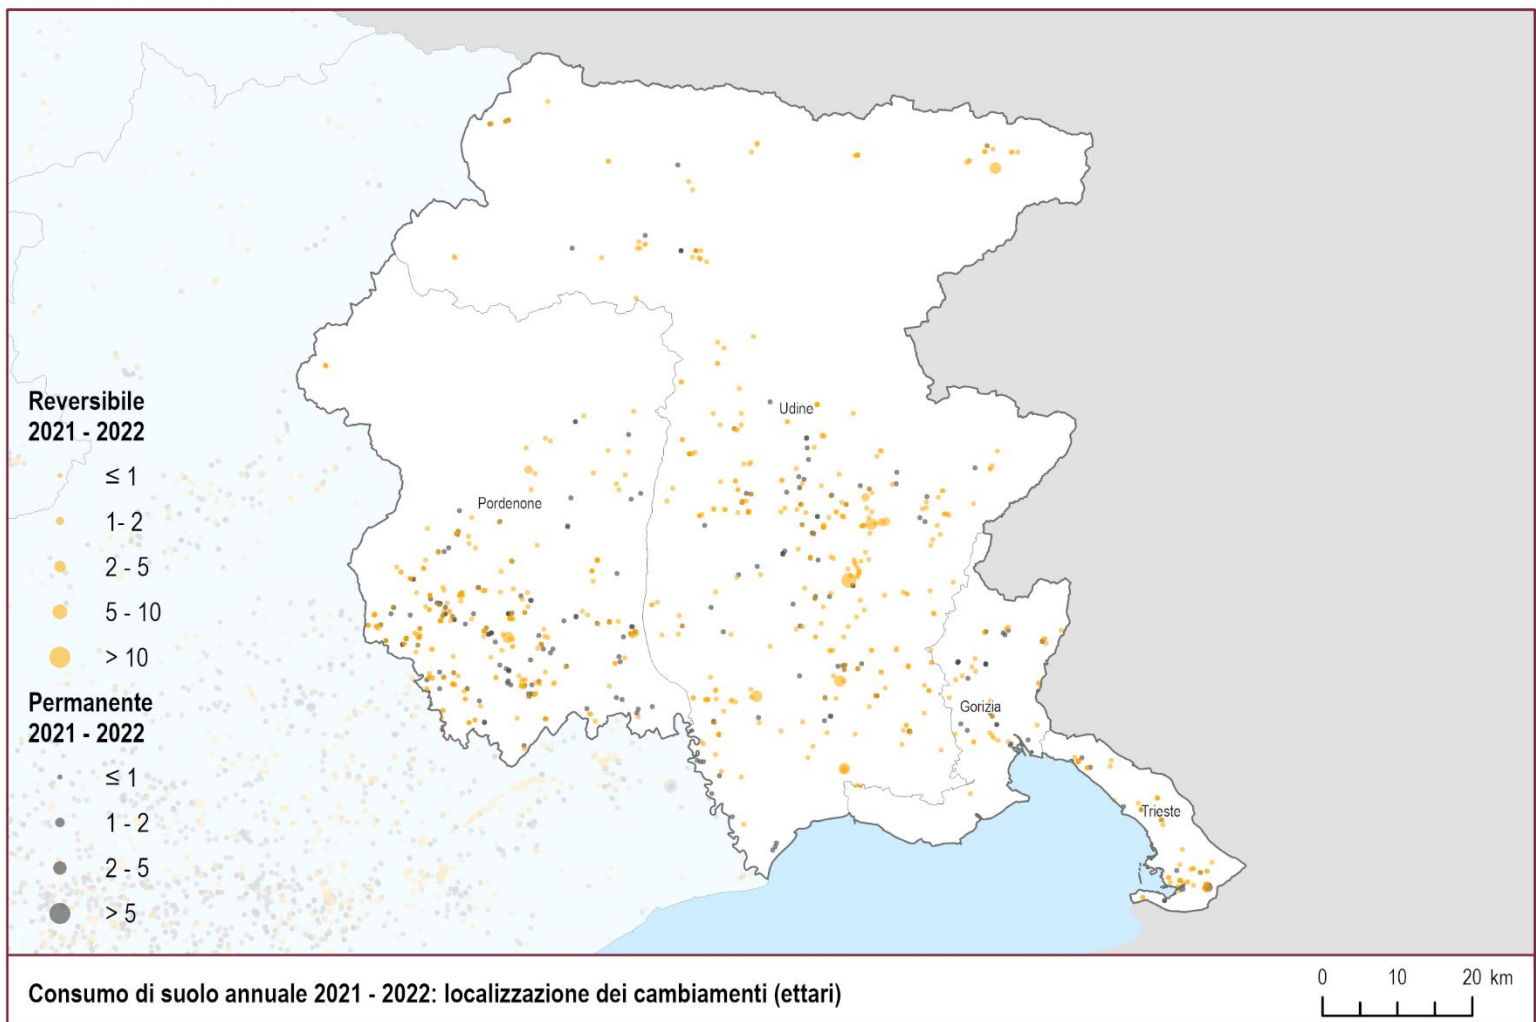 Udine
Pordenone
Gorizia
Trieste
Reversibile
2021 - 2022
≤ 1
1- 2
2 - 5
5 - 10
> 10
Permanente
2021 - 2022
≤ 1
1 - 2
2 - 5
> 5
Consumo di suolo annuale 2021 - 2022: localizzazione dei cambiamenti (ettari)
0 10 20 km